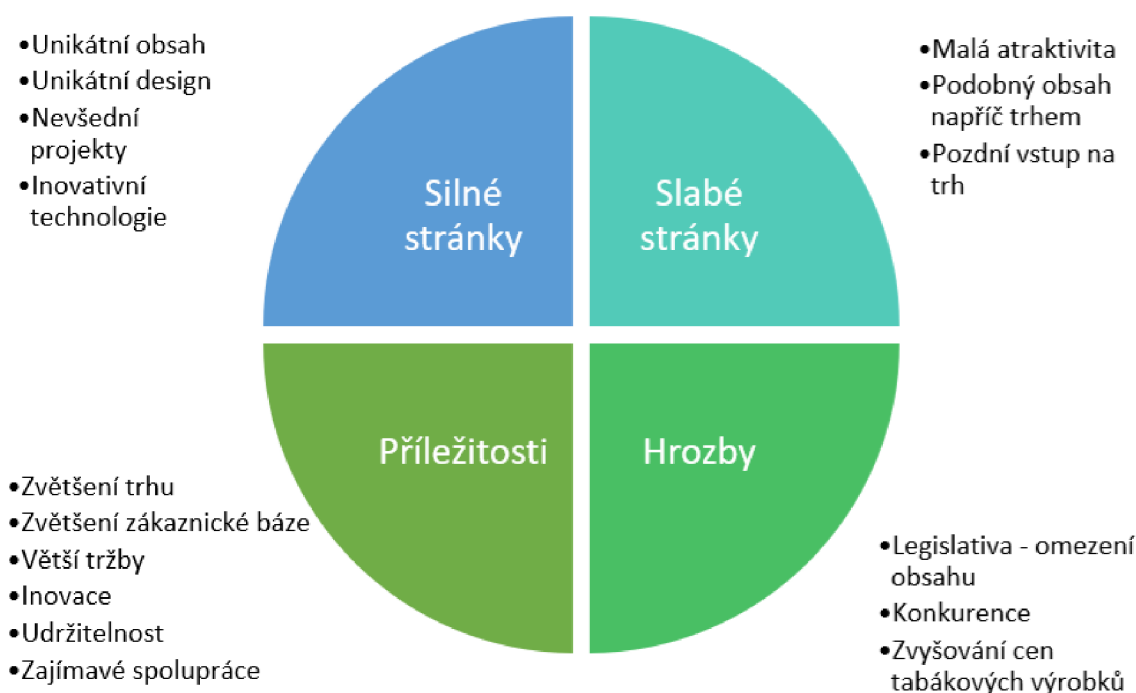 •Unikátní obsah
•Unikátní design
•Nevšední
projekty
•Inovativní
technologie
Silné
stránky
Slabé
stránky
•Malá atraktivita
•Podobný obsah
napříč trhem
•Pozdní vstup na
trh
Příležitosti
Hrozby
•Zvětšení trhu
•Zvětšení zákaznické báze
•Větší tržby
•Inovace
•Udržitelnost
•Zajímavé spolupráce
•Legislativa - omezení
obsahu
•Konkurence
•Zvyšování cen
tabákových výrobků